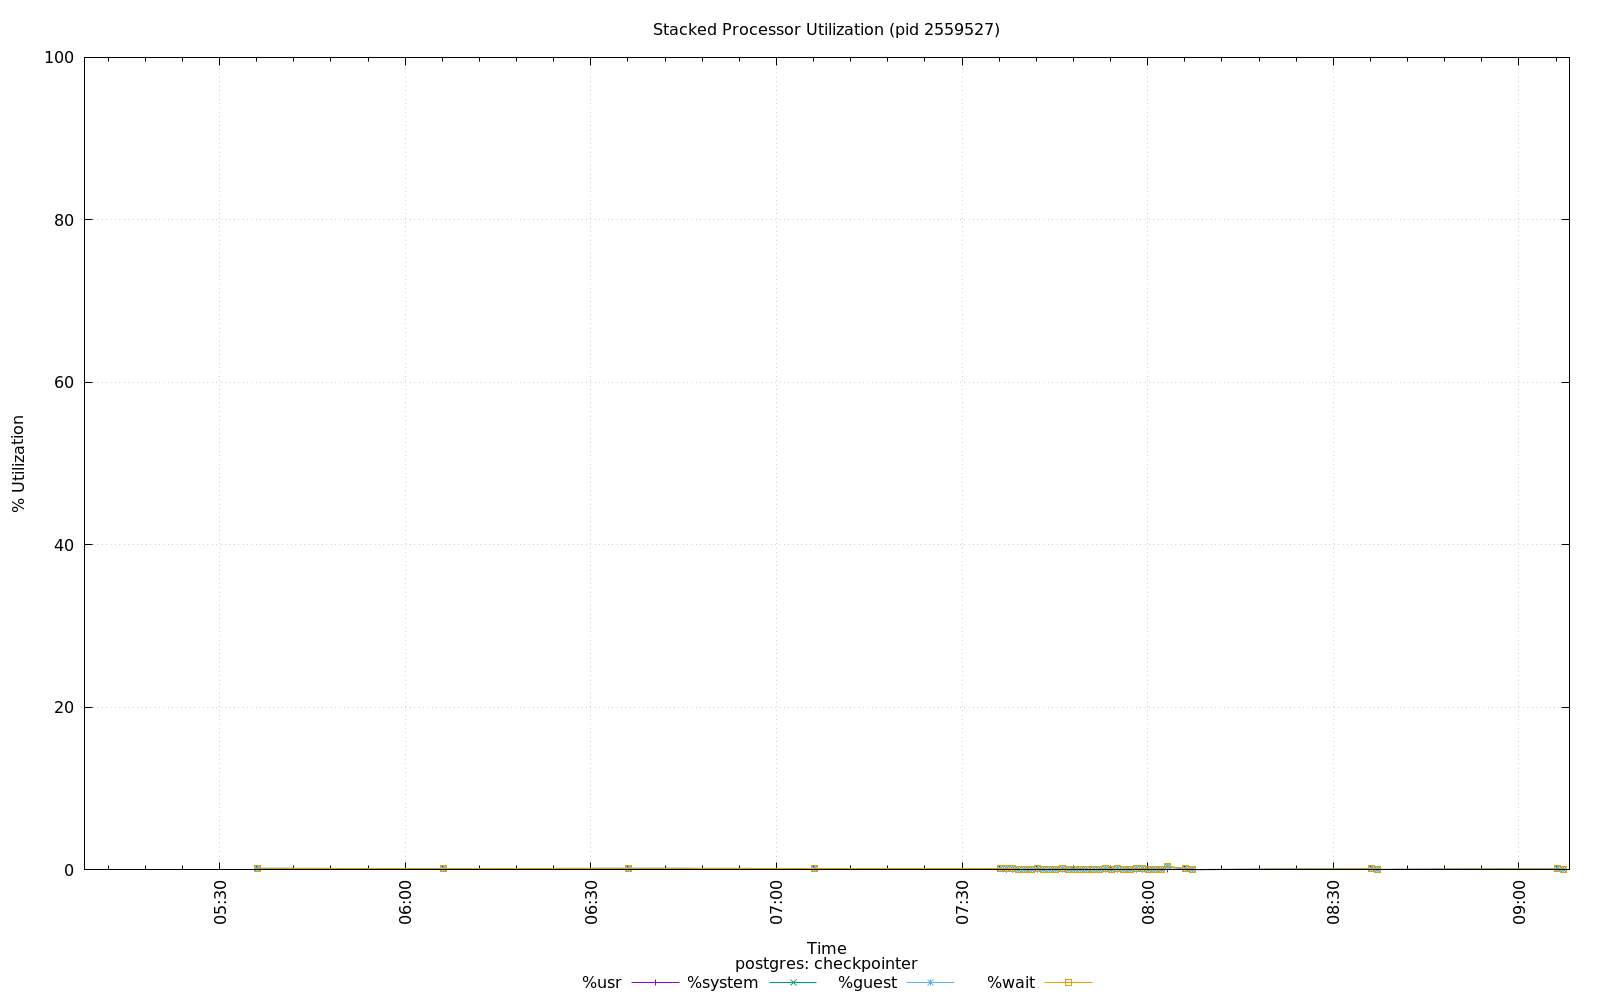 Stacked Processor Utilization (pid 2559527)
100
80
60
40
20
0
% Utilization
05:30
06:00
06:30
07:00
07:30
08:00
08:30
09:00
Time
postgres: checkpointer
%usr %system %guest %wait